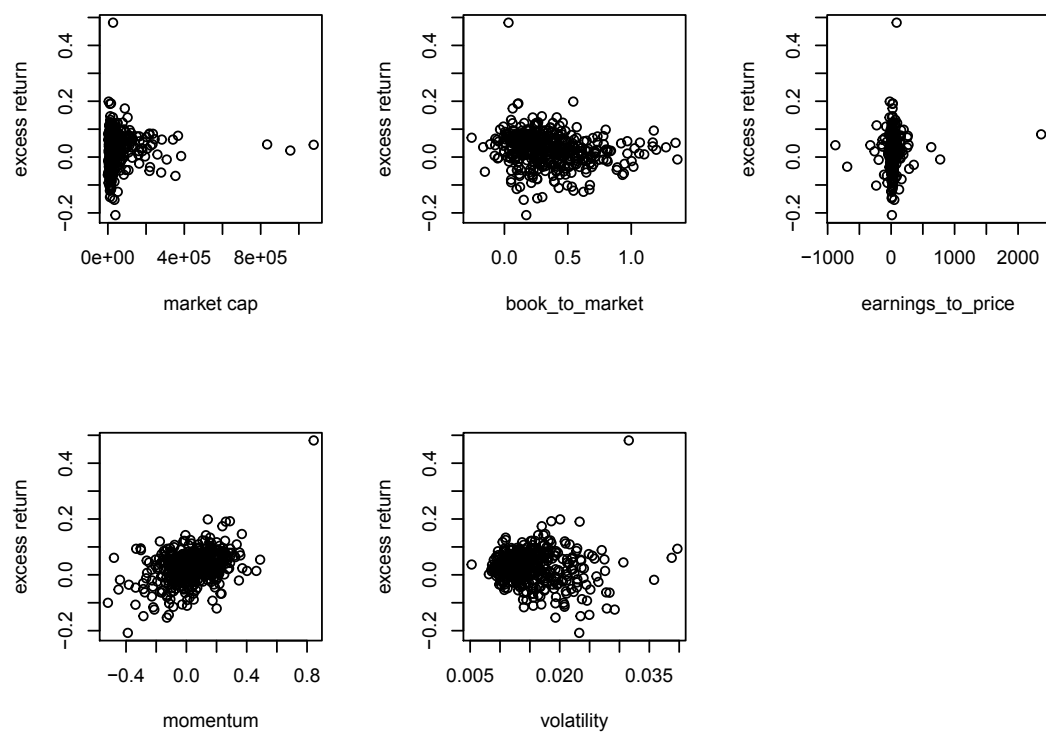 excess return
−0.2 0.0 0.2 0.4
0e+00 4e+05 8e+05
market cap
excess return
−0.2 0.0 0.2 0.4
0.0 0.5 1.0
book_to_market
excess return
−0.2 0.0 0.2 0.4
−1000 0 1000 2000
earnings_to_price
excess return
−0.2 0.0 0.2 0.4
−0.4 0.0 0.4 0.8
momentum
excess return
−0.2 0.0 0.2 0.4
0.005 0.020 0.035
volatility